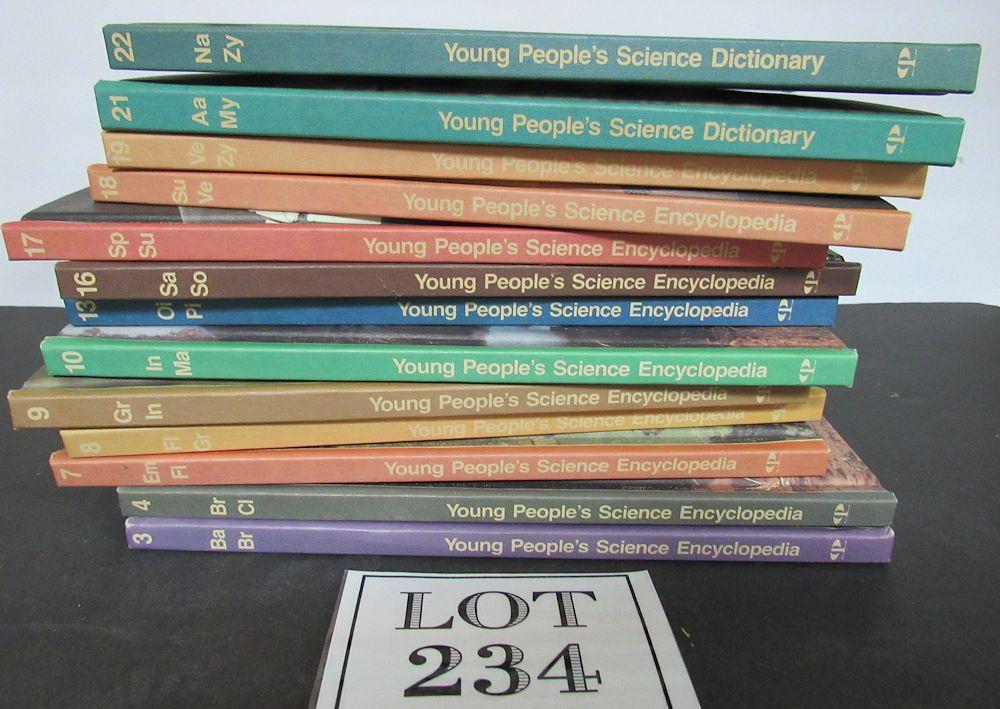 22 Na Zy Young People's Science Dictionary
21 Aa My Young People's Science Dictionary
19 Ve Zy Young People's Science Encyclopedia
18 Su Ve Young People's Science Encyclopedia
17 Sp Su Young People's Science Encyclopedia
16 Sa So Young People's Science Encyclopedia
13 Oi Pi Young People's Science Encyclopedia
10 In Ma Young People's Science Encyclopedia
9 Gr In Young People's Science Encyclopedia
8 Fl Gr Young People's Science Encyclopedia
7 Em Fl Young People's Science Encyclopedia
4 Br Cl Young People's Science Encyclopedia
3 Ba Br Young People's Science Encyclopedia
LOT
234